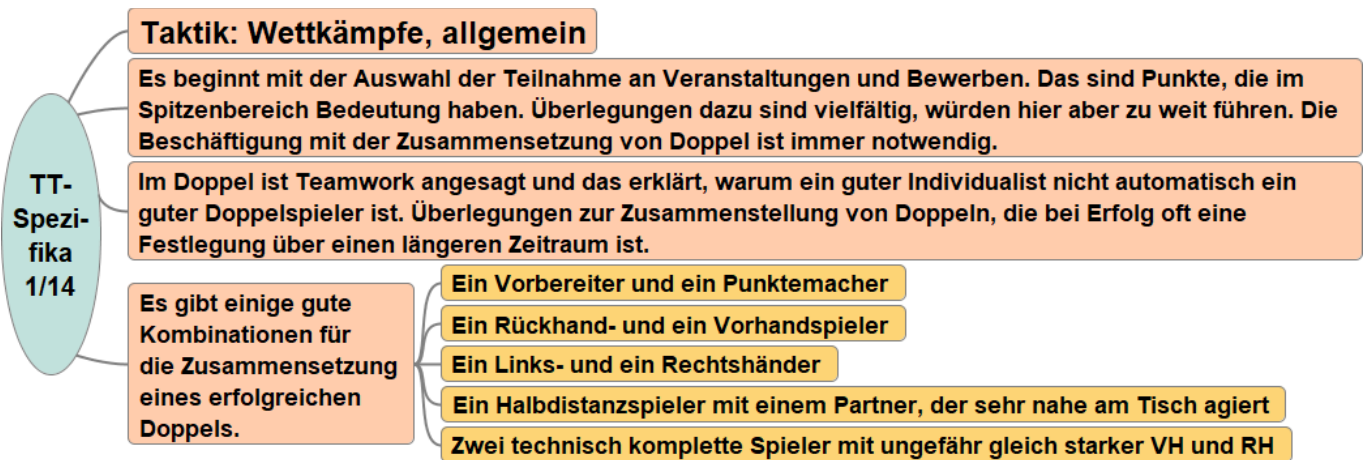 TT-
Spezi-
fika
1/14
Taktik: Wettkämpfe, allgemein
Es beginnt mit der Auswahl der Teilnahme an Veranstaltungen und Bewerben. Das sind Punkte, die im
Spitzenbereich Bedeutung haben. Überlegungen dazu sind vielfältig, würden hier aber zu weit führen. Die
Beschäftigung mit der Zusammensetzung von Doppel ist immer notwendig.
Im Doppel ist Teamwork angesagt und das erklärt, warum ein guter Individualist nicht automatisch ein
guter Doppelspieler ist. Überlegungen zur Zusammenstellung von Doppeln, die bei Erfolg oft eine
Festlegung über einen längeren Zeitraum ist.
Es gibt einige gute
Kombinationen für
die Zusammensetzung
eines erfolgreichen
Doppels.
Ein Vorbereiter und ein Punktemacher
Ein Rückhand- und ein Vorhandspieler
Ein Links- und ein Rechtshänder
Ein Halbdistanzspieler mit einem Partner, der sehr nahe am Tisch agiert
Zwei technisch komplette Spieler mit ungefähr gleich starker VH und RH